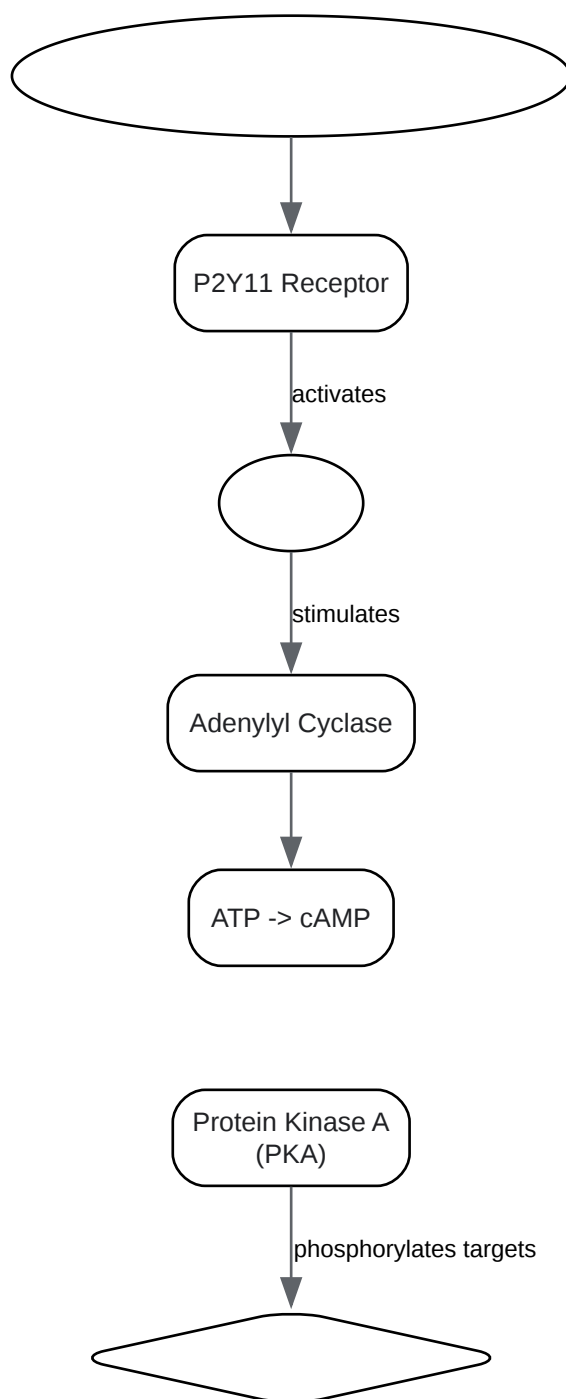 P2Y11 Receptor
activates
stimulates
Adenylyl Cyclase
ATP -> cAMP
Protein Kinase A
(PKA)
phosphorylates targets